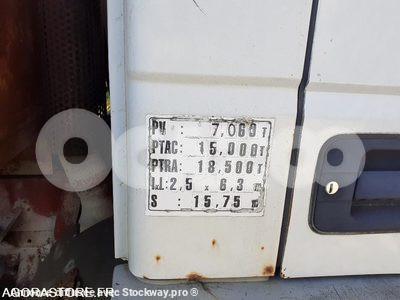 PV : 7,060 T
PTAC: 15,000 T
PTRA: 18,500 T
L.l: 2,5 x 6,3 m
S : 15,75 m
AGORASTORE.FR
avec Stockway.pro ®